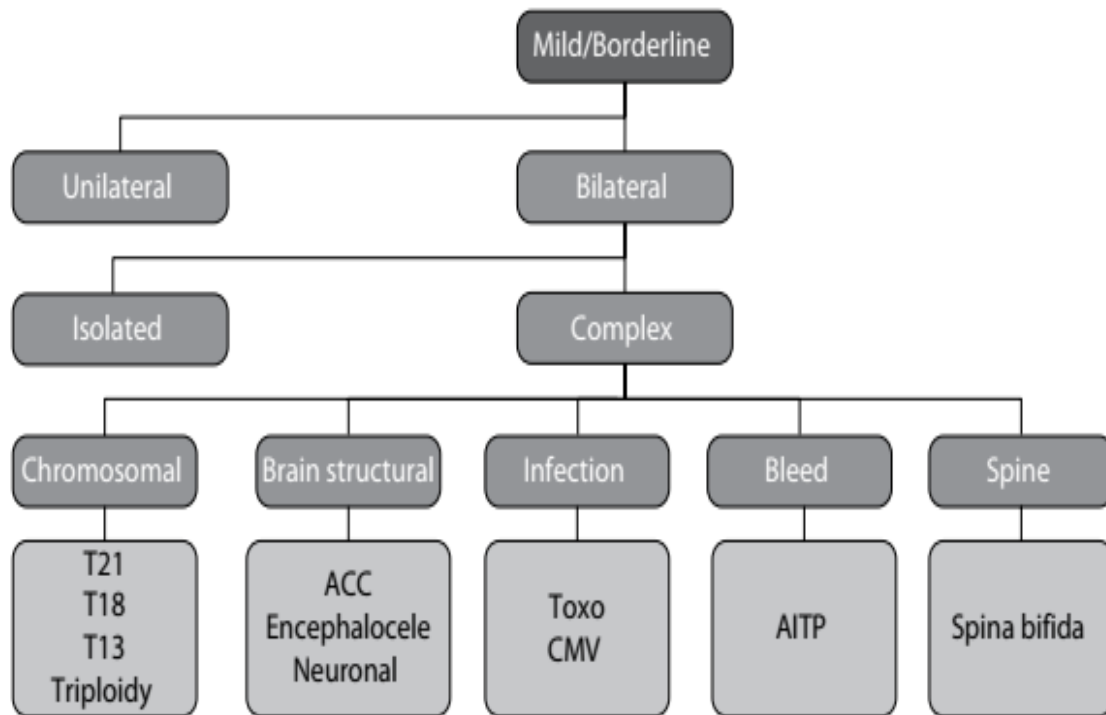 Mild/Borderline
Unilateral
Bilateral
Isolated
Complex
Chromosomal
Brain structural
Infection
Bleed
Spine
T21
T18
T13
Triploidy
ACC
Encephalocele
Neuronal
Toxo
CMV
AITP
Spina bifida